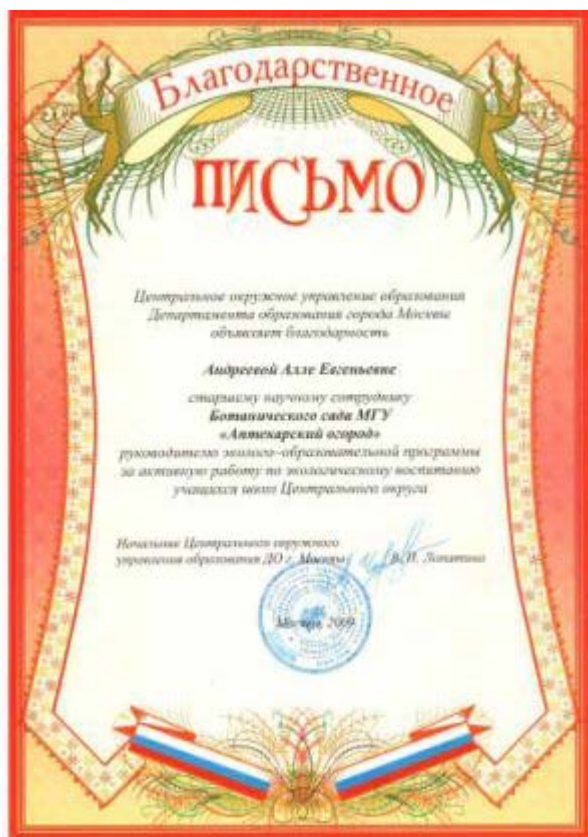 Благодарственное
ПИСЬМО
Центральное окружное управление образования
Департамента образования города Москвы
объявляет благодарность
Андреевой Алле Евгеньевне
старшему научному сотруднику
Ботанического сада МГУ
«Аптекарский огород»
руководителю эколого-образовательной программы
за активную работу по экологическому воспитанию
учащихся школ Центрального округа
Начальник Центрального окружного
управления образования ДО г. Москвы В.П. Лопатина
Москва, 2009